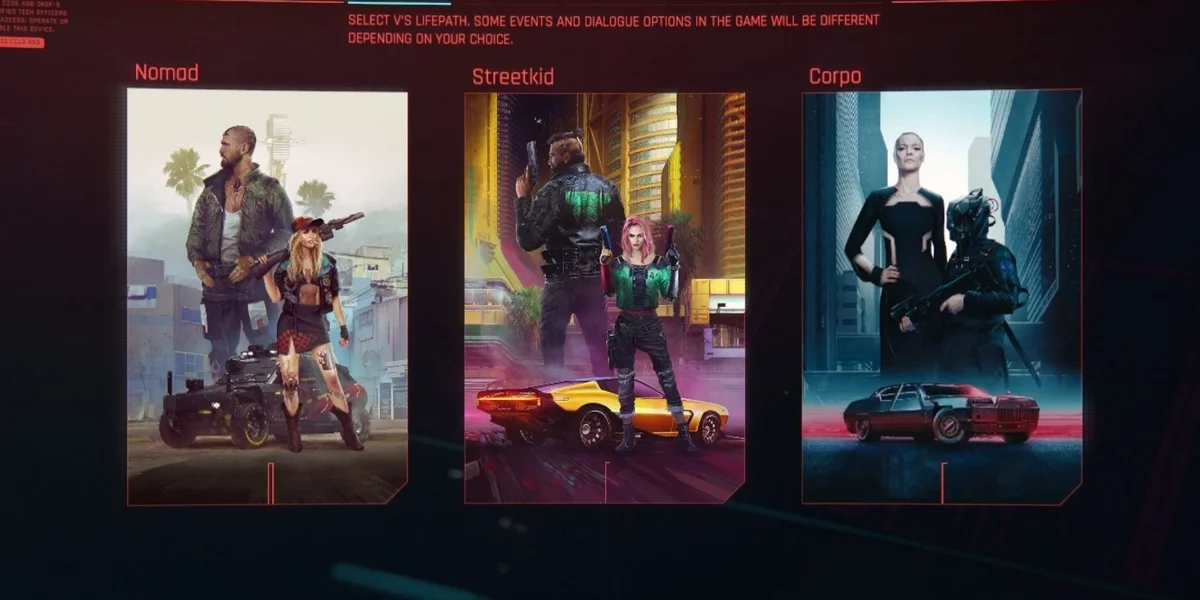 SELECT V'S LIFEPATH. SOME EVENTS AND DIALOGUE OPTIONS IN THE GAME WILL BE DIFFERENT
DEPENDING ON YOUR CHOICE.
Nomad
Streetkid
Corpo